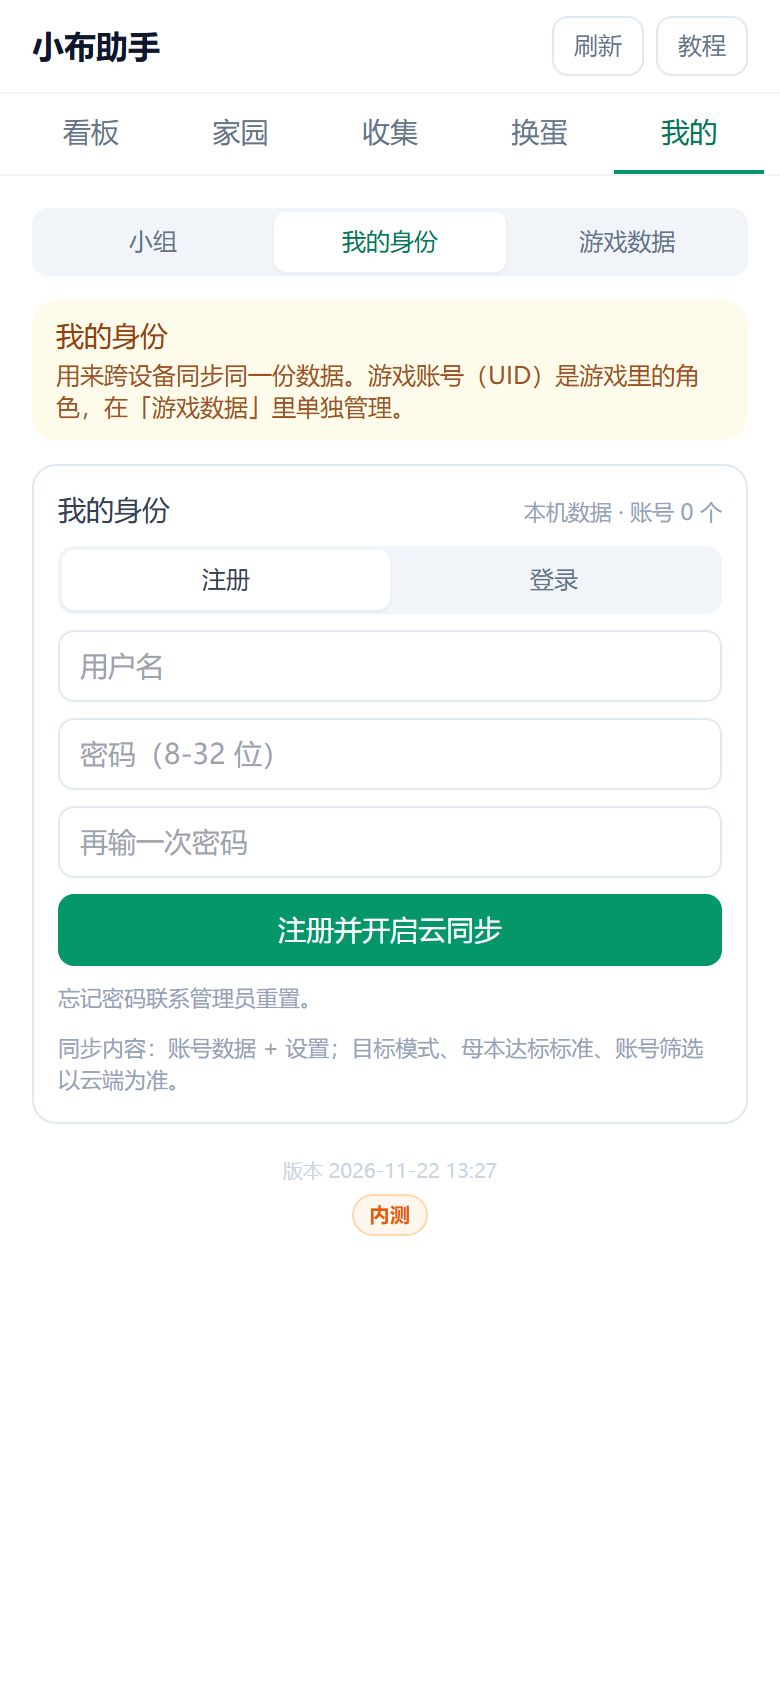 小布助手
刷新
教程
看板
家园
收集
换蛋
我的
小组
我的身份
游戏数据
我的身份
用来跨设备同步同一份数据。游戏账号（UID）是游戏里的角
色，在「游戏数据」里单独管理。
我的身份
本机数据 · 账号 0 个
注册
登录
用户名
密码（8-32 位）
再输一次密码
注册并开启云同步
忘记密码联系管理员重置。
同步内容：账号数据 + 设置；目标模式、母本达标标准、账号筛选
以云端为准。
版本 2026-11-22 13:27
内测